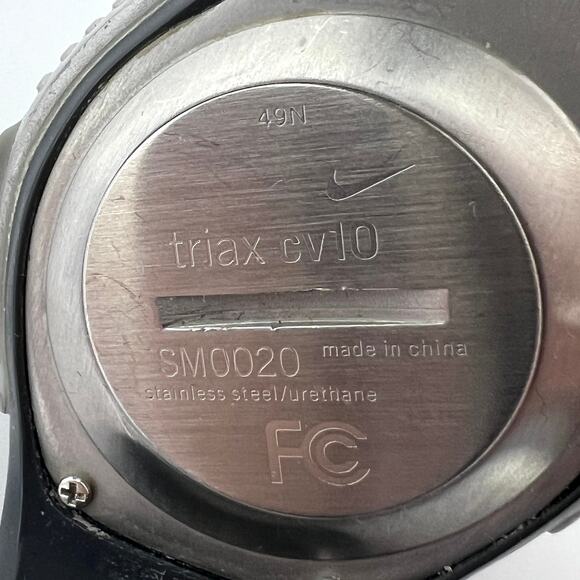 49N
triax cv10
SM0020 made in china
stainless steel/urethane
FC